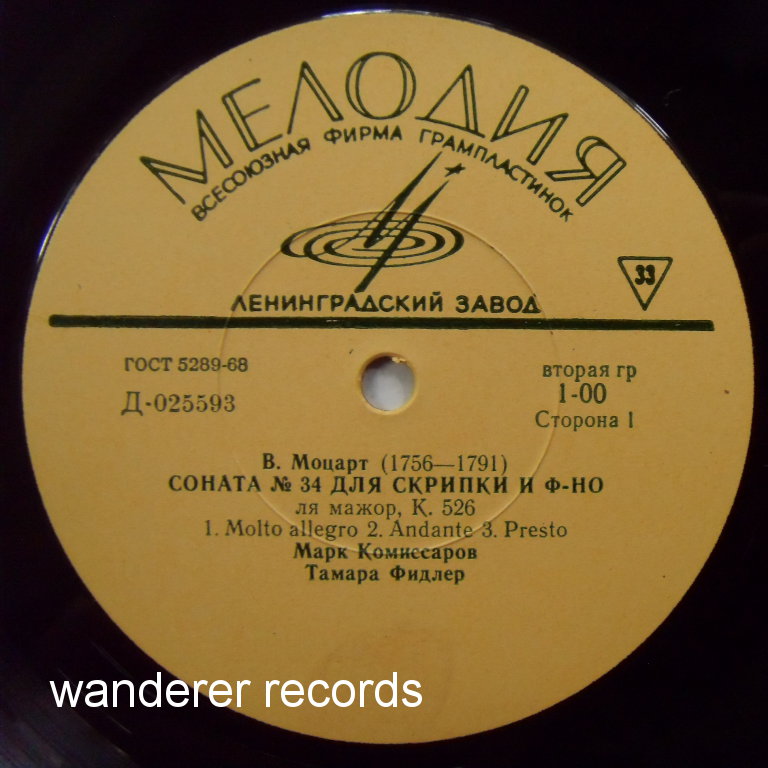 МЕЛОДИЯ
ВСЕСОЮЗНАЯ ФИРМА ГРАМПЛАСТИНОК
33
ЛЕНИНГРАДСКИЙ ЗАВОД
ГОСТ 5289-68
Д-025593
вторая гр
1-00
Сторона 1
В. Моцарт (1756—1791)
СОНАТА № 34 ДЛЯ СКРИПКИ И Ф-НО
ля мажор, К. 526
1. Molto allegro 2. Andante 3. Presto
Марк Комиссаров
Тамара Фидлер
wanderer records